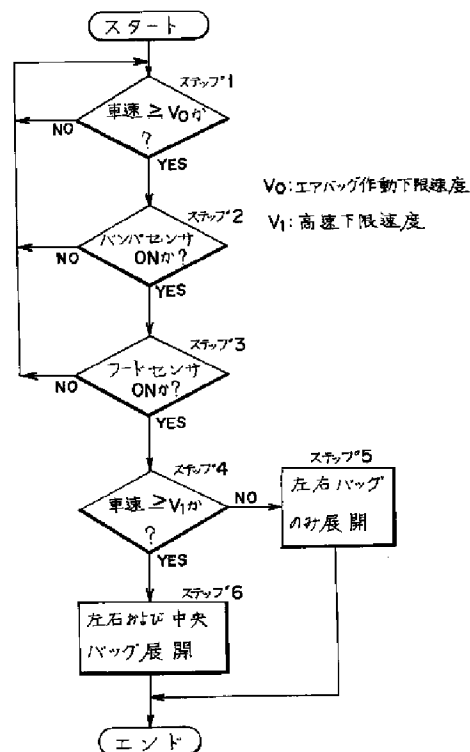 スタート
ステップ1
車速≧V0か
?
NO
YES
V0:エアバッグ作動下限速度
V1:高速下限速度
ステップ2
バンパセンサ
ONか?
NO
YES
ステップ3
フードセンサ
ONか?
NO
YES
ステップ4
車速≧V1か
?
NO
YES
ステップ5
左右バッグ
のみ展開
ステップ6
左右および中央
バッグ展開
エンド